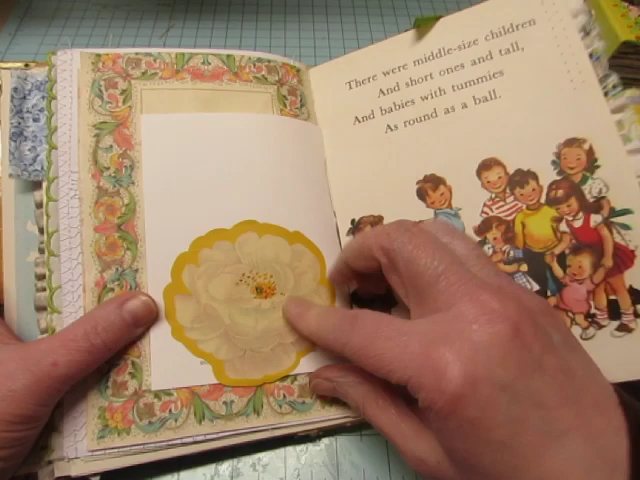 There were middle-size children
And short ones and tall,
And babies with tummies
As round as a ball.